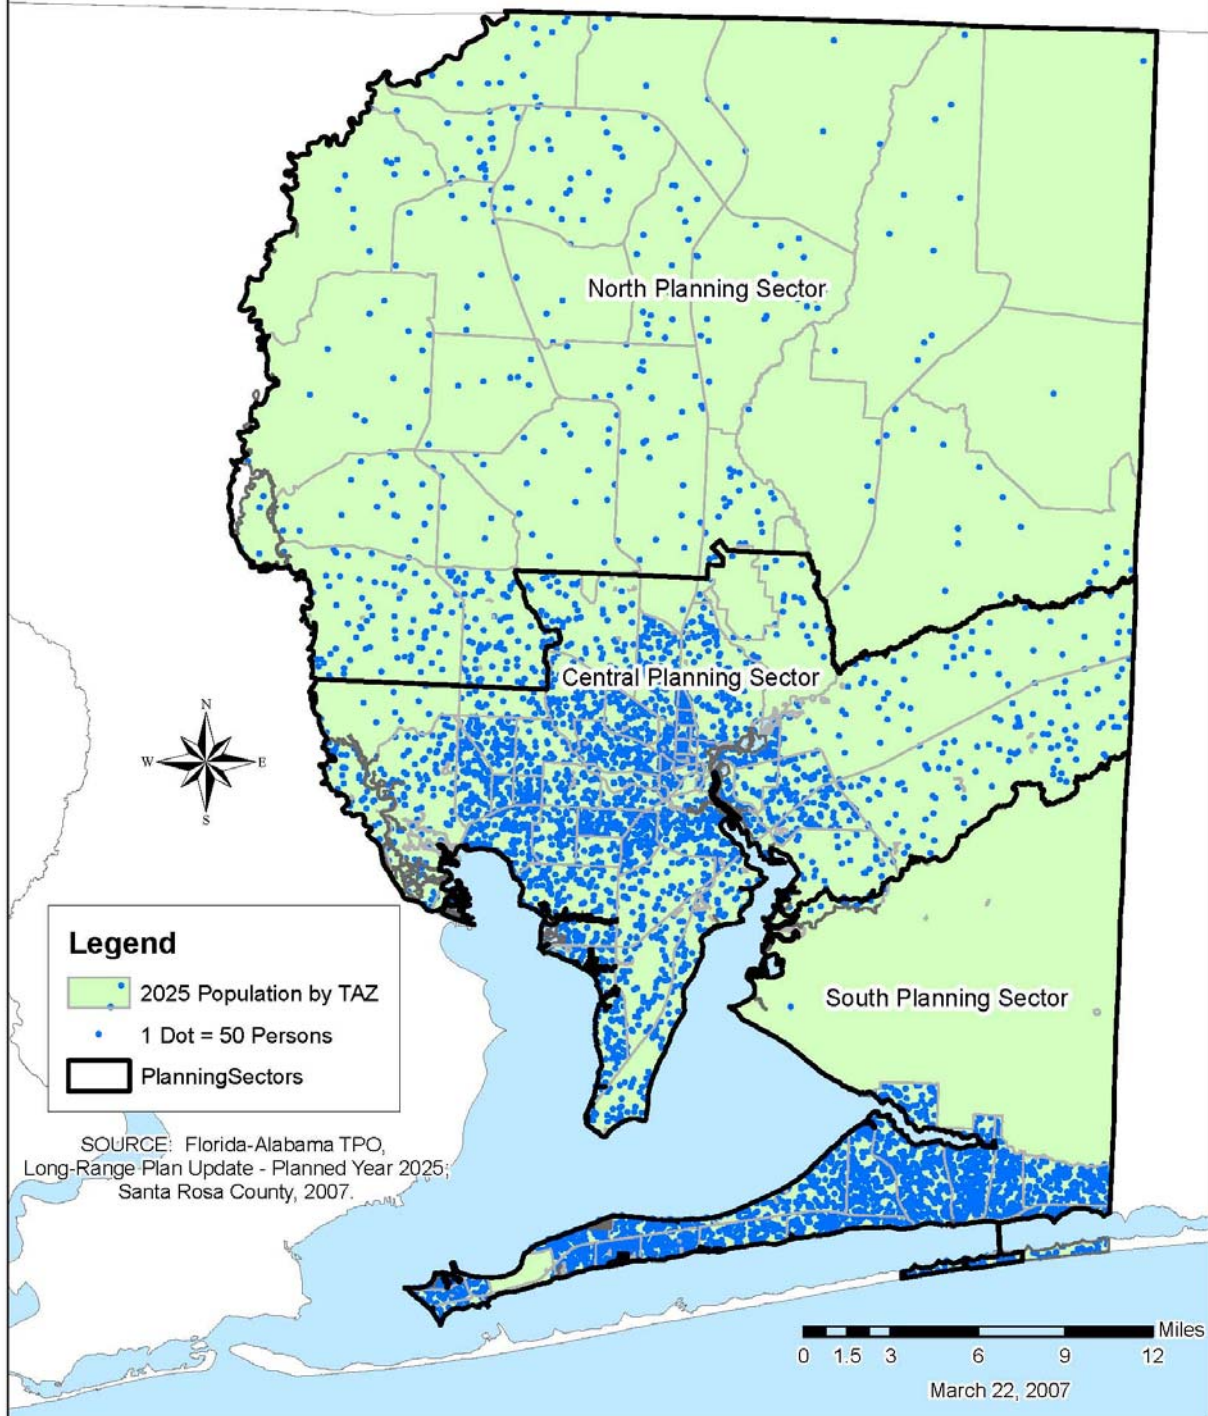 North Planning Sector
Central Planning Sector
N
W E
S
South Planning Sector
Legend
2025 Population by TAZ
1 Dot = 50 Persons
PlanningSectors
SOURCE: Florida-Alabama TPO,
Long-Range Plan Update - Planned Year 2025;
Santa Rosa County, 2007.
Miles
0 1.5 3 6 9 12
March 22, 2007